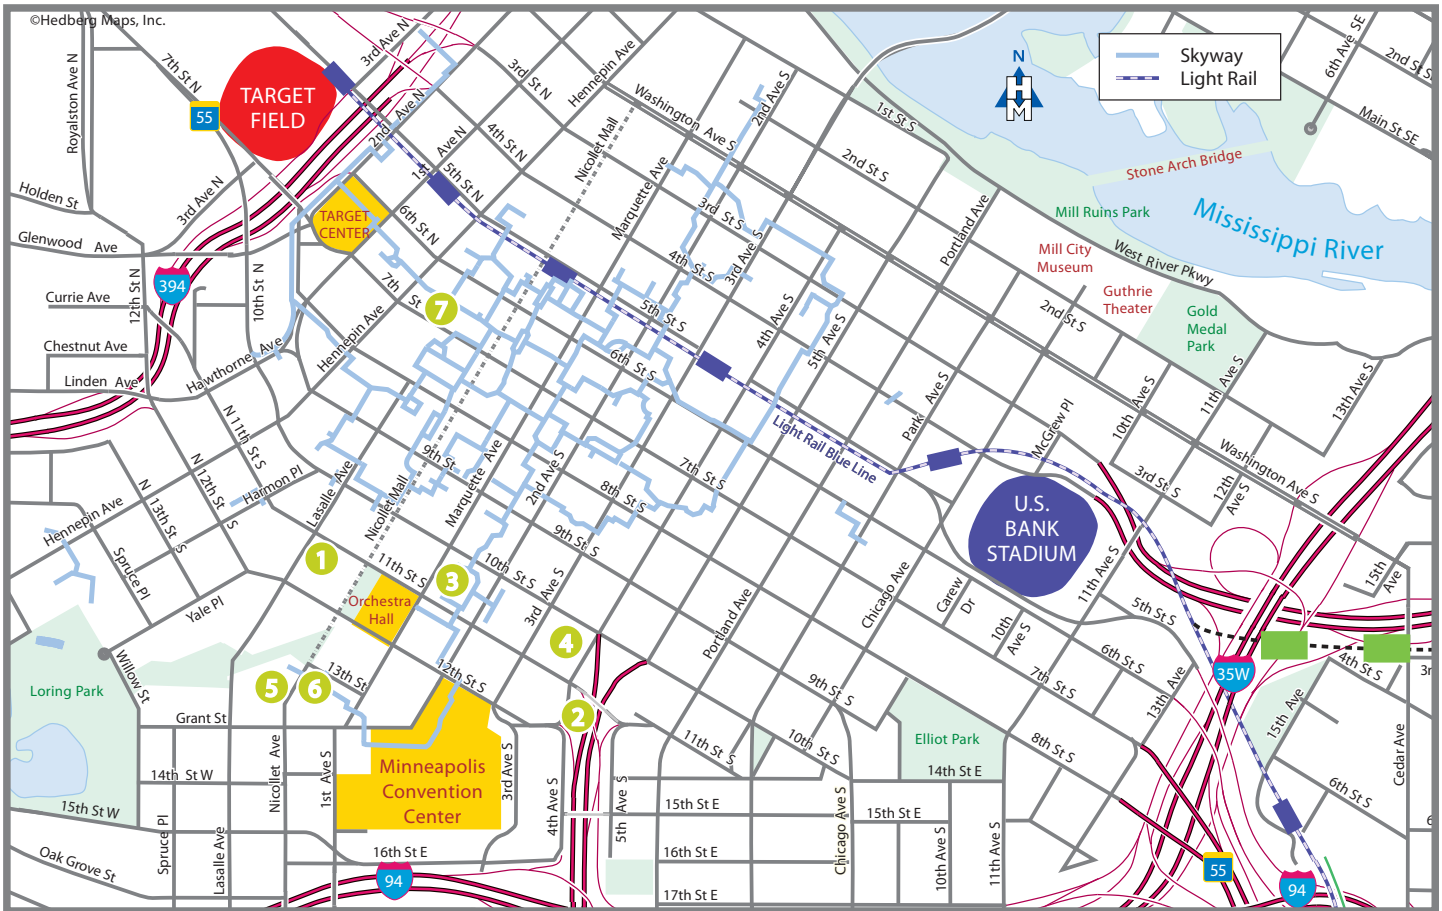 ©Hedberg Maps, Inc.
3rd Ave N
7th St N
Royalston Ave N
TARGET
FIELD
55
2nd Ave N
3rd St N
Hennepin Ave
Washington Ave S
2nd Ave S
N
H
M
Skyway
Light Rail
6th Ave SE
2nd St S
Main St SE
1st St S
Stone Arch Bridge
4th St N
Nicollet Mall
1st Ave N
5th St N
2nd St S
Holden St
3rd Ave N
TARGET
CENTER
6th St N
Marquette Ave
3rd St S
Portland Ave
Mill Ruins Park
Mississippi River
Glenwood Ave
12th St N
394
10th St N
7th St
4th St S
3rd Ave S
Mill City
Museum
West River Pkwy
Currie Ave
7
5th St S
4th Ave S
5th Ave S
2nd St S
Guthrie
Theater
Gold
Medal
Park
Chestnut Ave
Linden Ave
Hawthorne Ave
Hennepin Ave
6th St S
Park Ave S
McGrew Pl
10th Ave S
11th Ave S
13th Ave S
N 11th St S
N 12th St S
N 13th St S
Harmon Pl
Lasalle Ave
9th St
Nicollet Mall
Marquette Ave
2nd Ave S
7th St S
8th St S
Light Rail Blue Line
U.S.
BANK
STADIUM
3rd St S
12th
Ave S
Washington Ave S
Hennepin Ave
Spruce Pl
Yale Pl
1
11th St S
3
10th St S
9th St S
3rd Ave S
Orchestra
Hall
4
Portland Ave
Chicago Ave
Carew
Dr
10th
Ave S
11th Ave S
5th St S
6th St S
7th St S
15th
Ave
Loring Park
Willow St
5
6
13th St
12th St S
2
9th St S
13th Ave
35W
4th St S
3r
Grant St
11th St S
10th St S
Elliot Park
8th St S
15th Ave
Cedar Ave
14th St W
Nicollet Ave
1st Ave S
Minneapolis
Convention
Center
3rd Ave S
14th St E
6th St S
15th St W
Spruce Pl
Lasalle Ave
4th Ave S
5th Ave S
15th St E
Chicago Ave S
15th St E
10th Ave S
11th Ave S
6
Oak Grove St
16th St E
16th St E
94
17th St E
55
94